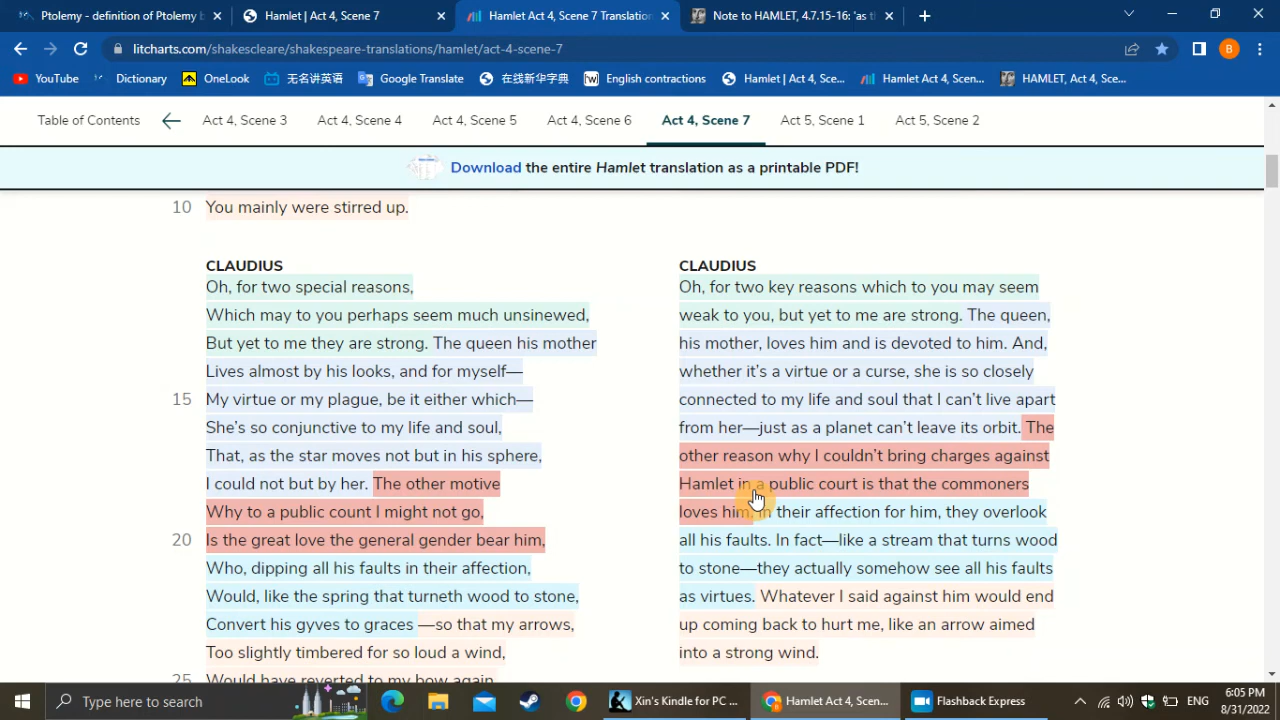 Ptolemy - definition of Ptolemy b
Hamlet | Act 4, Scene 7
Hamlet Act 4, Scene 7 Translation
Note to HAMLET, 4.7.15-16: 'as th
litcharts.com/shakescleare/shakespeare-translations/hamlet/act-4-scene-7
B
YouTube
Dictionary
OneLook
无名讲英语
Google Translate
在线新华字典
English contractions
Hamlet | Act 4, Sce...
Hamlet Act 4, Scen...
HAMLET, Act 4, Sce...
Table of Contents
Act 4, Scene 3
Act 4, Scene 4
Act 4, Scene 5
Act 4, Scene 6
Act 4, Scene 7
Act 5, Scene 1
Act 5, Scene 2
Download the entire Hamlet translation as a printable PDF!
10 You mainly were stirred up.
CLAUDIUS
Oh, for two special reasons,
Which may to you perhaps seem much unsinewed,
But yet to me they are strong. The queen his mother
Lives almost by his looks, and for myself—
15 My virtue or my plague, be it either which—
She's so conjunctive to my life and soul,
That, as the star moves not but in his sphere,
I could not but by her. The other motive
Why to a public count I might not go,
20 Is the great love the general gender bear him,
Who, dipping all his faults in their affection,
Would, like the spring that turneth wood to stone,
Convert his gyves to graces —so that my arrows,
Too slightly timbered for so loud a wind,
25 Would have reverted to my bow again,
CLAUDIUS
Oh, for two key reasons which to you may seem
weak to you, but yet to me are strong. The queen,
his mother, loves him and is devoted to him. And,
whether it's a virtue or a curse, she is so closely
connected to my life and soul that I can't live apart
from her—just as a planet can't leave its orbit. The
other reason why I couldn't bring charges against
Hamlet in a public court is that the commoners
loves him, in their affection for him, they overlook
all his faults. In fact—like a stream that turns wood
to stone—they actually somehow see all his faults
as virtues. Whatever I said against him would end
up coming back to hurt me, like an arrow aimed
into a strong wind.
Type here to search
Xin's Kindle for PC ...
Hamlet Act 4, Scen...
Flashback Express
ENG
6:05 PM
8/31/2022